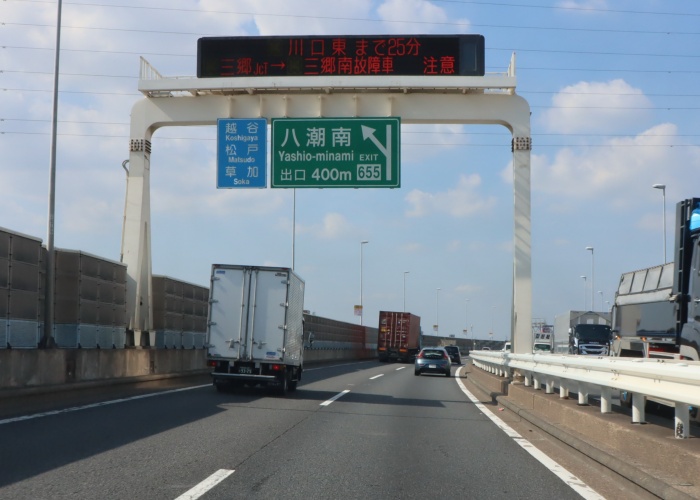 川口東 まで25分
三郷JCT→ 三郷南故障車 注意
越谷
Koshigaya
松戸
Matsudo
草加
Soka
八潮南
Yashio-minami
EXIT
出口 400m 655